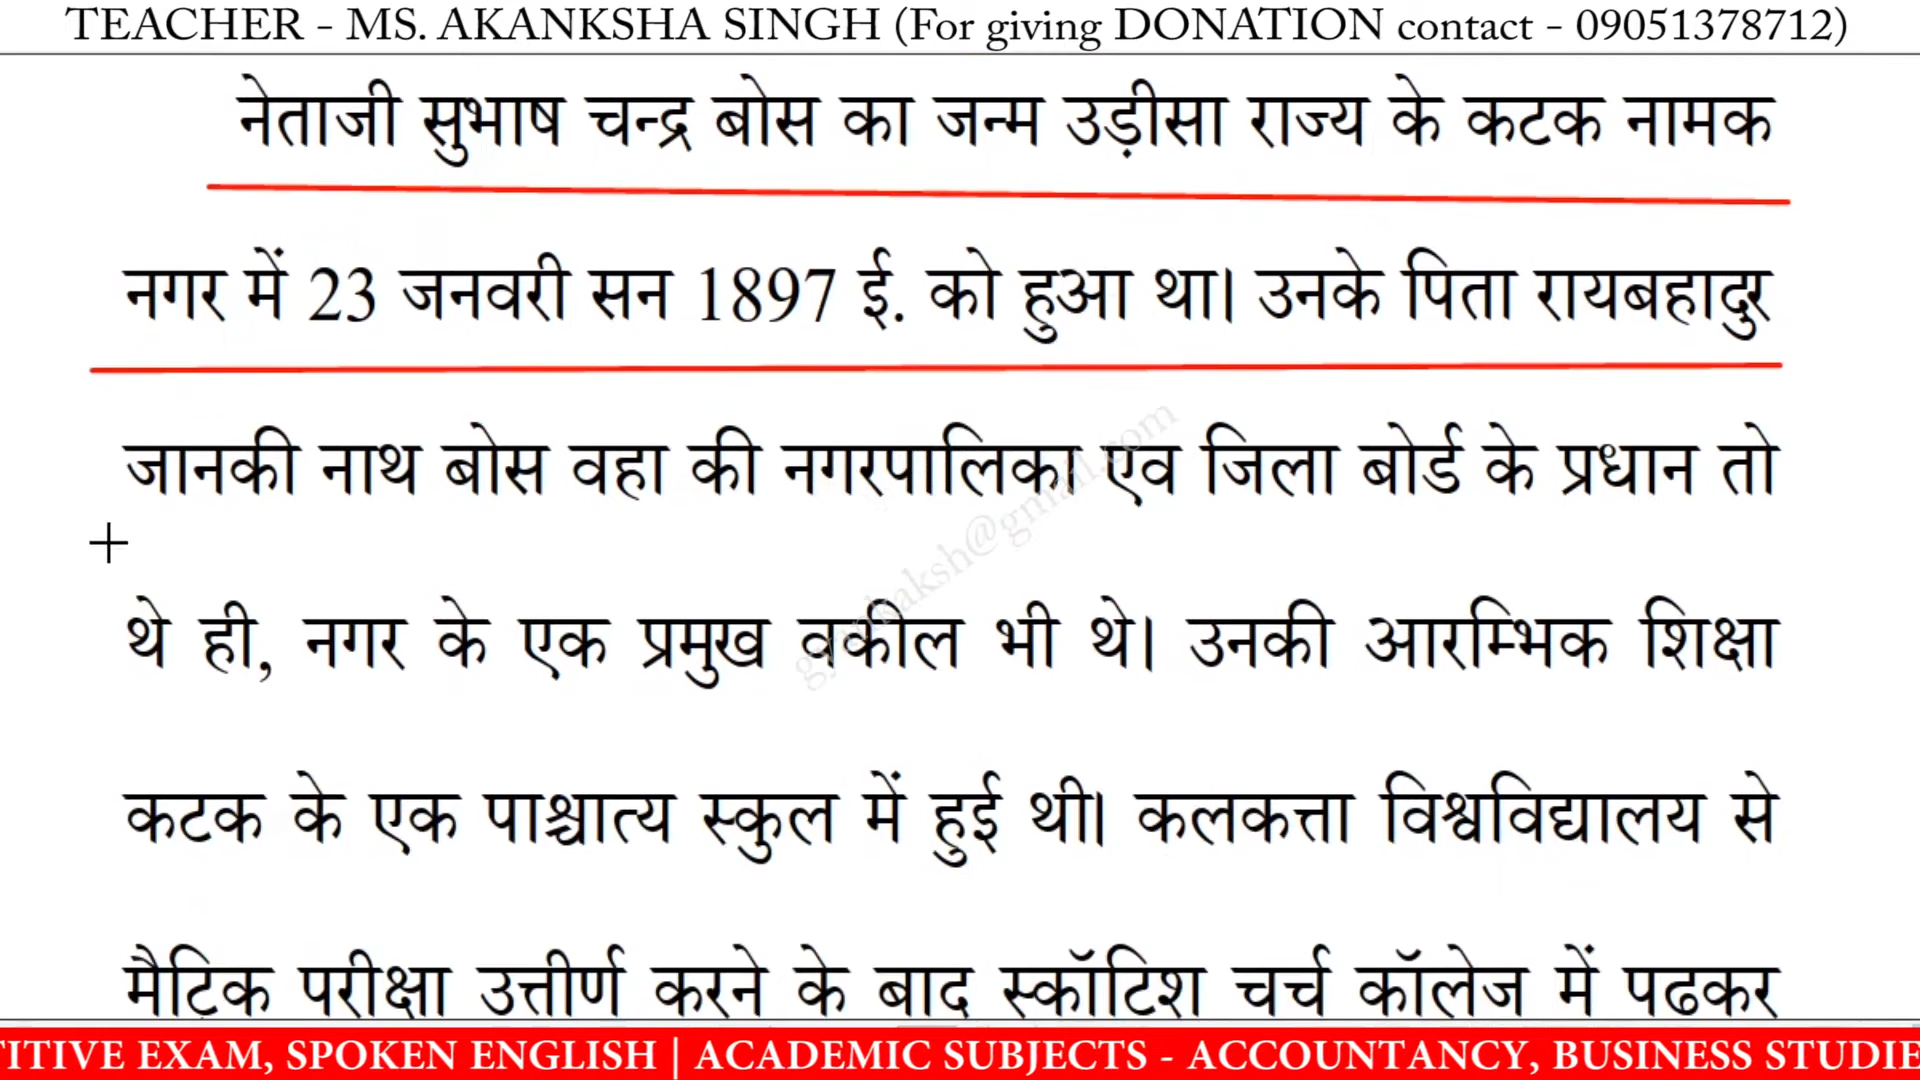 TEACHER - MS. AKANKSHA SINGH (For giving DONATION contact - 09051378712)
नेताजी सुभाष चन्द्र बोस का जन्म उड़ीसा राज्य के कटक नामक
नगर में 23 जनवरी सन 1897 ई. को हुआ था। उनके पिता रायबहादुर
जानकी नाथ बोस वहा की नगरपालिका एव जिला बोर्ड के प्रधान तो
थे ही, नगर के एक प्रमुख वकील भी थे। उनकी आरम्भिक शिक्षा
कटक के एक पाश्चात्य स्कुल में हुई थी। कलकत्ता विश्वविद्यालय से
मैट्रिक परीक्षा उत्तीर्ण करने के बाद स्कॉटिश चर्च कॉलेज में पढकर
TITIVE EXAM, SPOKEN ENGLISH | ACADEMIC SUBJECTS - ACCOUNTANCY, BUSINESS STUDIE